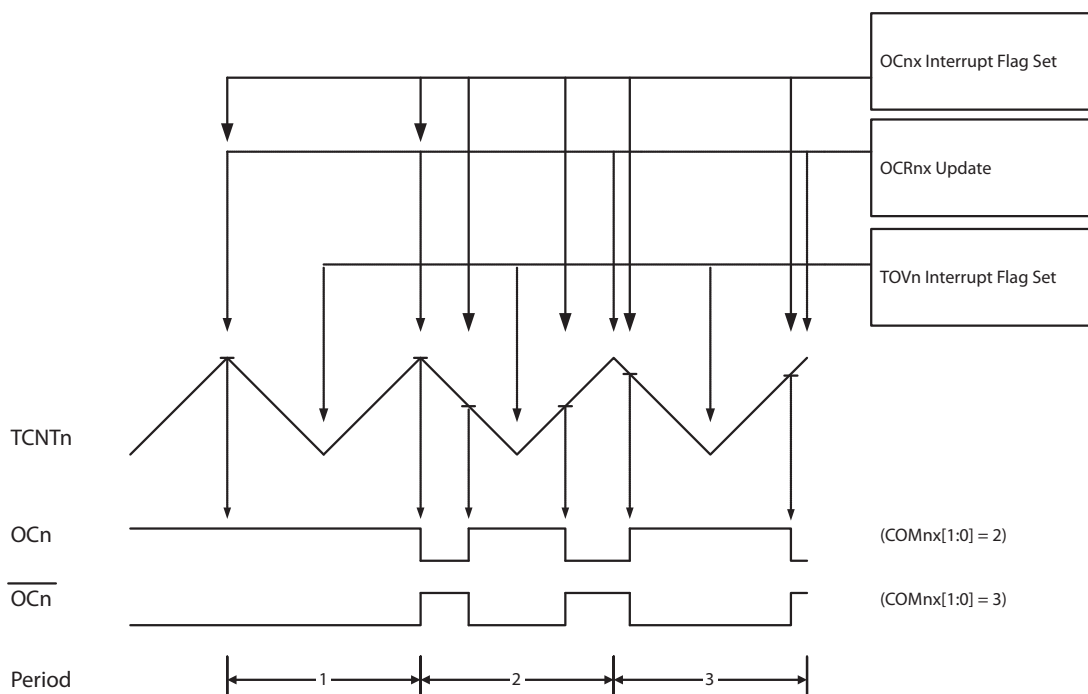 OCnx Interrupt Flag Set
OCRnx Update
TOVn Interrupt Flag Set
TCNTn
OCn (COMnx[1:0] = 2)
OCn (COMnx[1:0] = 3)
Period 1 2 3